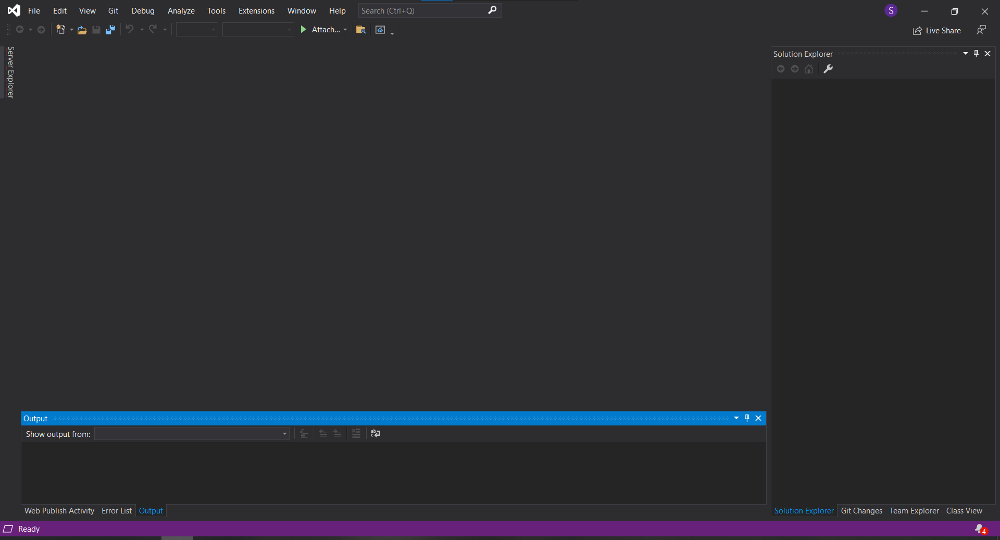 File Edit View Git Debug Analyze Tools Extensions Window Help Search (Ctrl+Q) S
Attach... Live Share
Server Explorer
Solution Explorer
Output
Show output from:
Web Publish Activity Error List Output
Solution Explorer Git Changes Team Explorer Class View
Ready 4